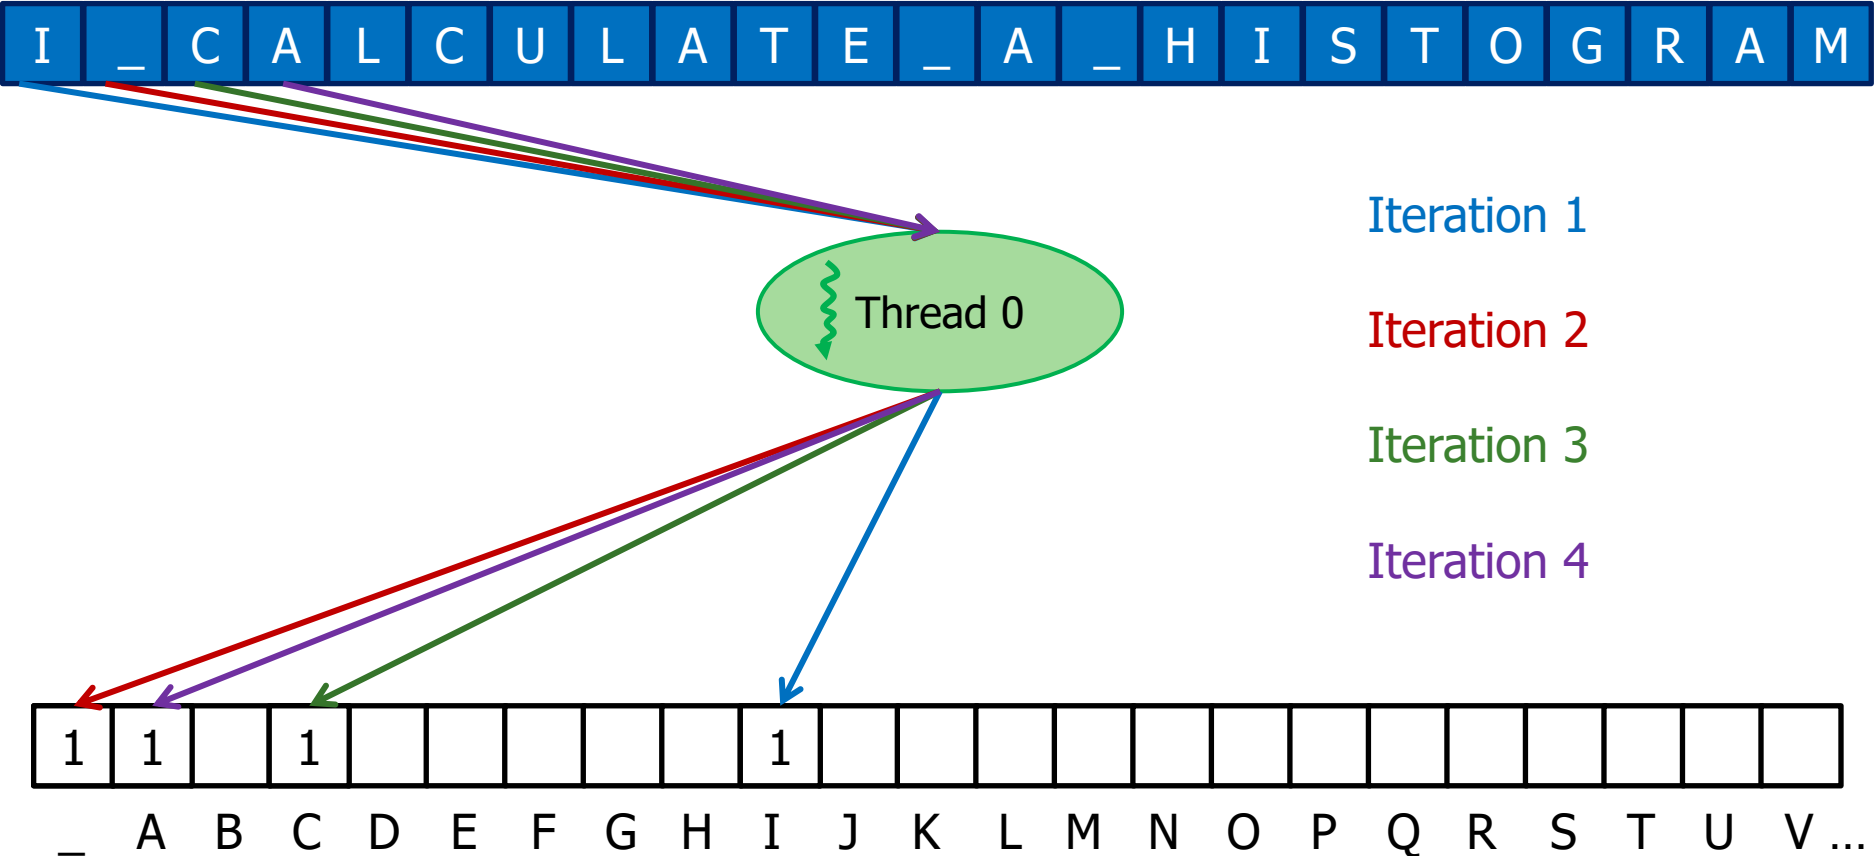 I _ C A L C U L A T E _ A _ H I S T O G R A M
Iteration 1
Thread 0
Iteration 2
Iteration 3
Iteration 4
1 1 1 1
_ A B C D E F G H I J K L M N O P Q R S T U V ...